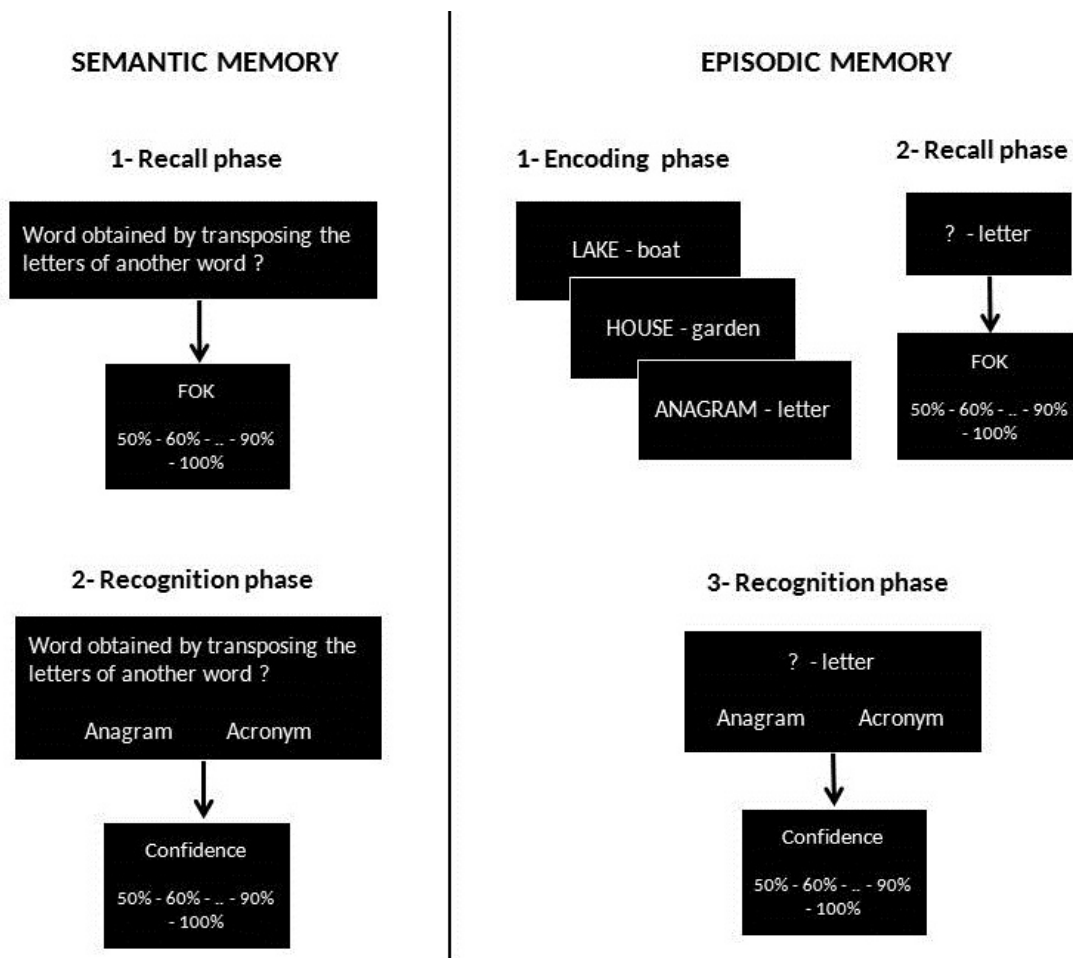 SEMANTIC MEMORY
1- Recall phase
Word obtained by transposing the
letters of another word ?
FOK
50% - 60% - .. - 90%
- 100%
2- Recognition phase
Word obtained by transposing the
letters of another word ?
Anagram Acronym
Confidence
50% - 60% - .. - 90%
- 100%
EPISODIC MEMORY
1- Encoding phase
LAKE - boat
HOUSE - garden
ANAGRAM - letter
2- Recall phase
? - letter
FOK
50% - 60% - .. - 90%
- 100%
3- Recognition phase
? - letter
Anagram Acronym
Confidence
50% - 60% - .. - 90%
- 100%